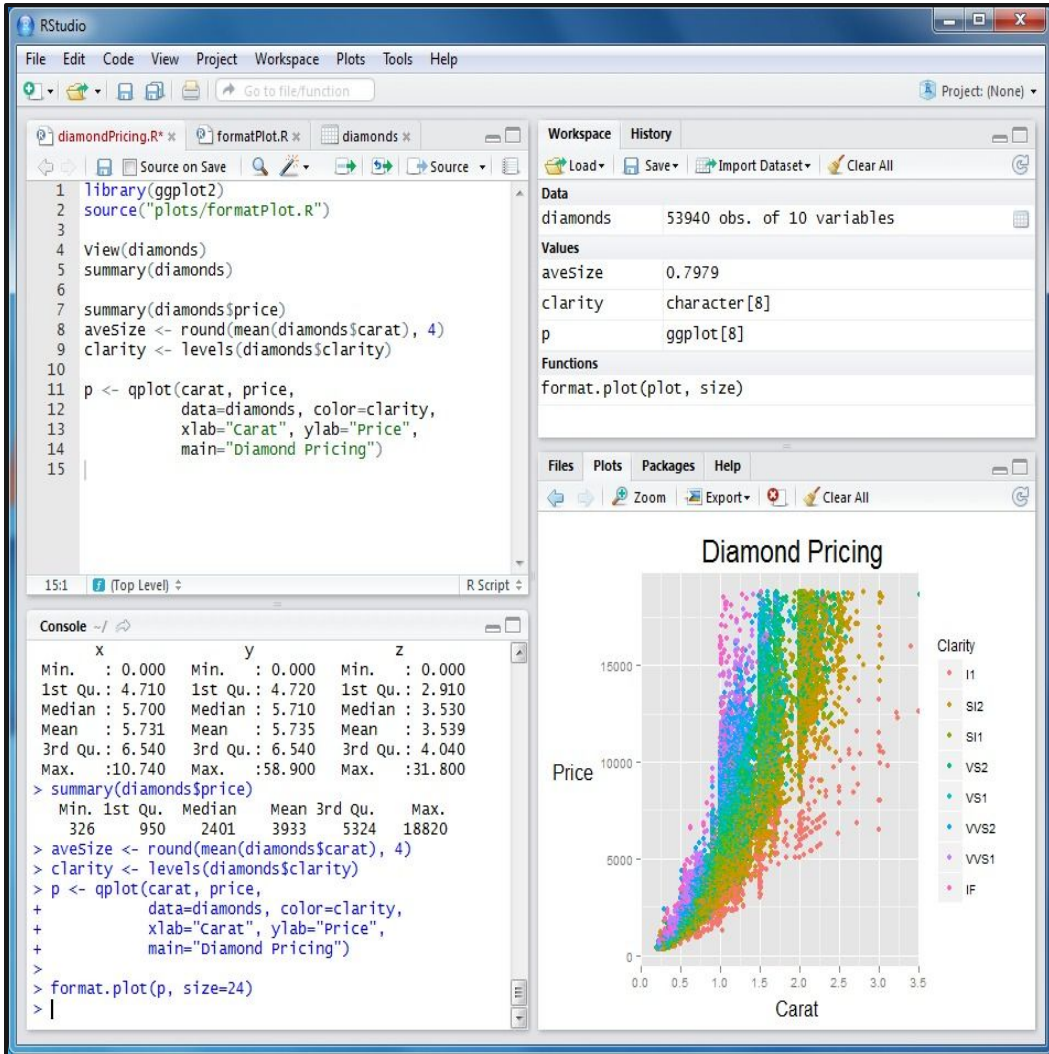 RStudio
File Edit Code View Project Workspace Plots Tools Help
Go to file/function
Project: (None)
diamondPricing.R* formatPlot.R diamonds
Source on Save Source
1 library(ggplot2)
2 source("plots/formatPlot.R")
3
4 View(diamonds)
5 summary(diamonds)
6
7 summary(diamonds$price)
8 aveSize <- round(mean(diamonds$carat), 4)
9 clarity <- levels(diamonds$clarity)
10
11 p <- qplot(carat, price,
12 data=diamonds, color=clarity,
13 xlab="Carat", ylab="Price",
14 main="Diamond Pricing")
15
15:1 (Top Level) R Script
Console ~/
x y z
Min. : 0.000 Min. : 0.000 Min. : 0.000
1st Qu.: 4.710 1st Qu.: 4.720 1st Qu.: 2.910
Median : 5.700 Median : 5.710 Median : 3.530
Mean : 5.731 Mean : 5.735 Mean : 3.539
3rd Qu.: 6.540 3rd Qu.: 6.540 3rd Qu.: 4.040
Max. :10.740 Max. :58.900 Max. :31.800
> summary(diamonds$price)
Min. 1st Qu. Median Mean 3rd Qu. Max.
326 950 2401 3933 5324 18820
> aveSize <- round(mean(diamonds$carat), 4)
> clarity <- levels(diamonds$clarity)
> p <- qplot(carat, price,
+ data=diamonds, color=clarity,
+ xlab="Carat", ylab="Price",
+ main="Diamond Pricing")
>
> format.plot(p, size=24)
>
Workspace History
Load Save Import Dataset Clear All
Data
diamonds 53940 obs. of 10 variables
Values
aveSize 0.7979
clarity character[8]
p ggplot[8]
Functions
format.plot(plot, size)
Files Plots Packages Help
Zoom Export Clear All
Diamond Pricing
15000
10000
5000
0
Price
0.0 0.5 1.0 1.5 2.0 2.5 3.0 3.5
Carat
Clarity
I1
SI2
SI1
VS2
VS1
VVS2
VVS1
IF